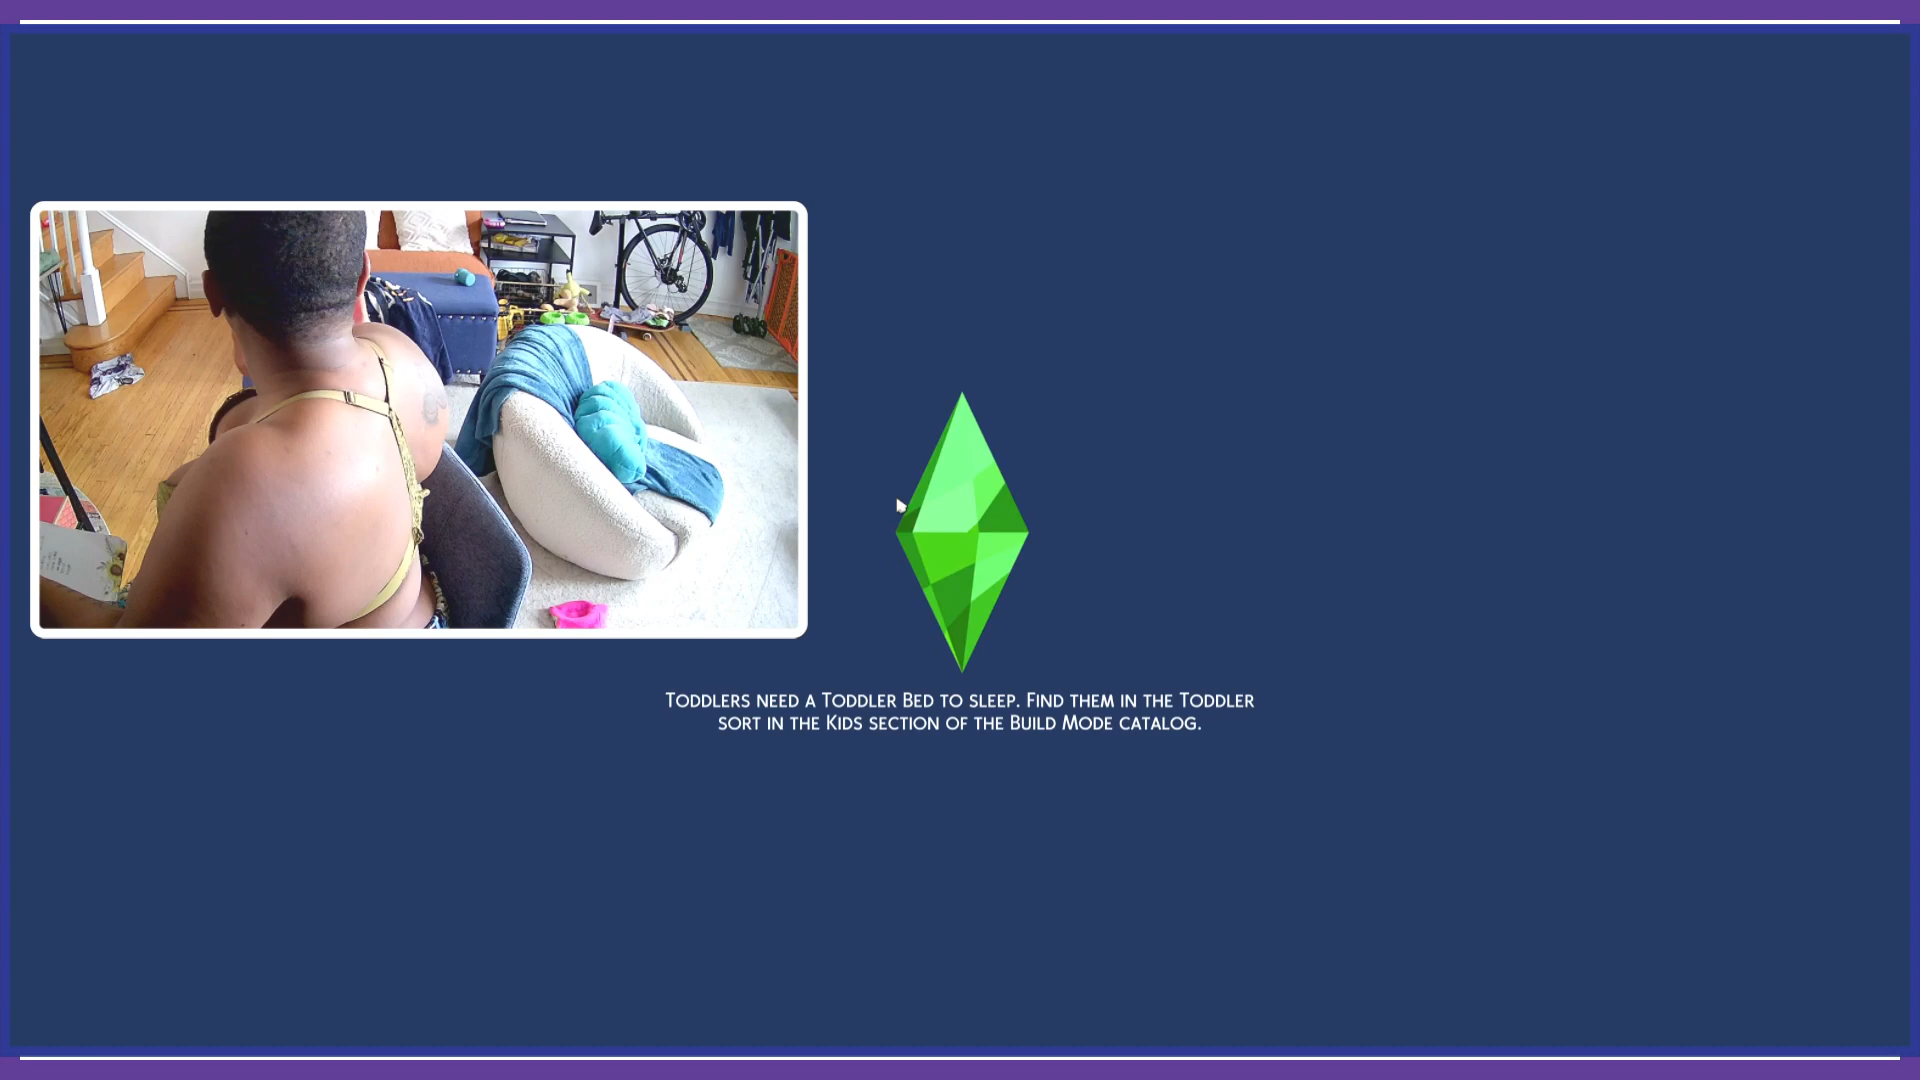 Toddlers need a Toddler Bed to sleep. Find them in the Toddler
sort in the Kids section of the Build Mode catalog.